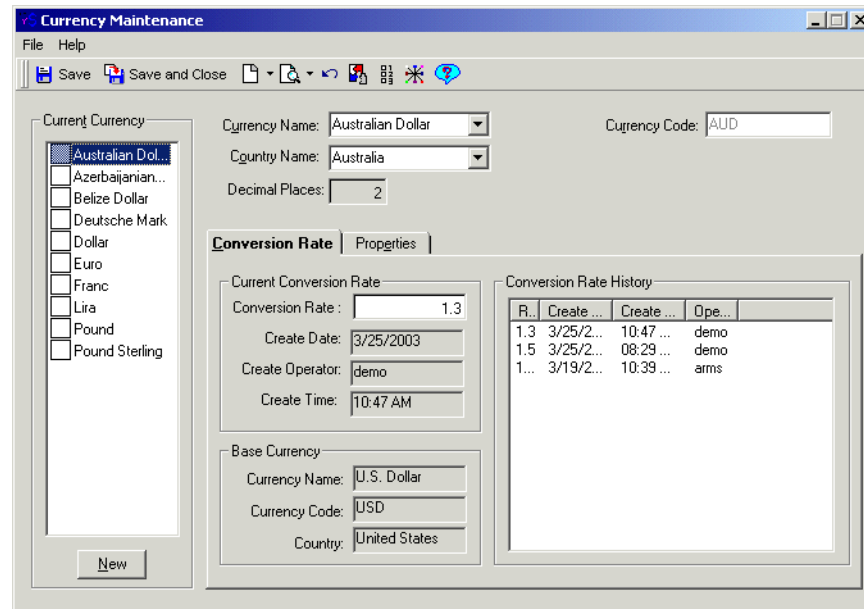 Currency Maintenance
File Help
Save Save and Close
Current Currency
Australian Dol...
Azerbaijanian...
Belize Dollar
Deutsche Mark
Dollar
Euro
Franc
Lira
Pound
Pound Sterling
New
Currency Name: Australian Dollar
Currency Code: AUD
Country Name: Australia
Decimal Places: 2
Conversion Rate Properties
Current Conversion Rate
Conversion Rate : 1.3
Create Date: 3/25/2003
Create Operator: demo
Create Time: 10:47 AM
Base Currency
Currency Name: U.S. Dollar
Currency Code: USD
Country: United States
Conversion Rate History
R.. Create ... Create ... Ope...
1.3 3/25/2... 10:47 ... demo
1.5 3/25/2... 08:29 ... demo
1... 3/19/2... 10:39 ... arms